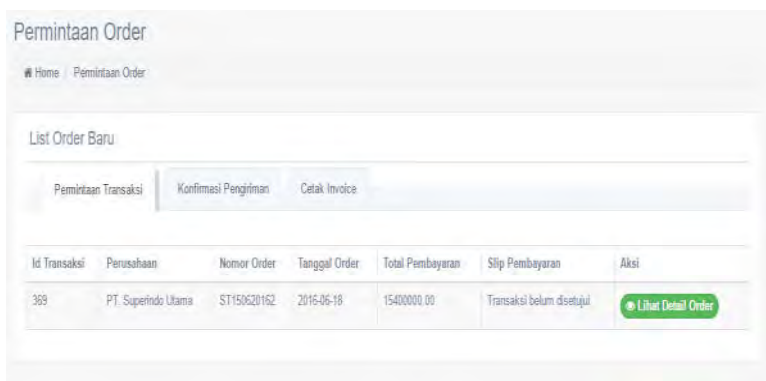 Permintaan Order
Home Permintaan Order
List Order Baru
Permintaan Transaksi Konfirmasi Pengiriman Cetak Invoice
Id Transaksi Perusahaan Nomor Order Tanggal Order Total Pembayaran Slip Pembayaran Aksi
369 PT. Superindo Utama ST150620162 2016-06-18 15400000.00 Transaksi belum disetujui Lihat Detail Order